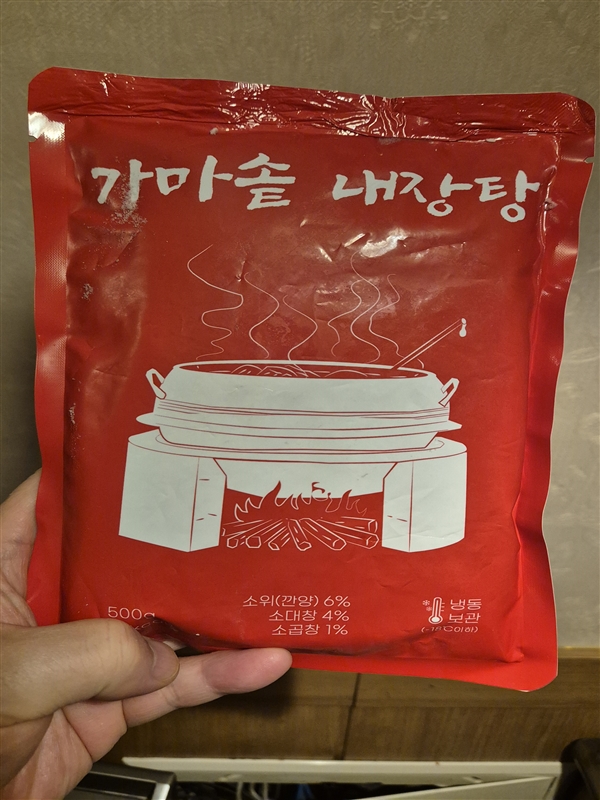 가마솥 내장탕
500g
소위(깐양) 6%
소대창 4%
소곱창 1%
냉동
보관
(-18℃이하)